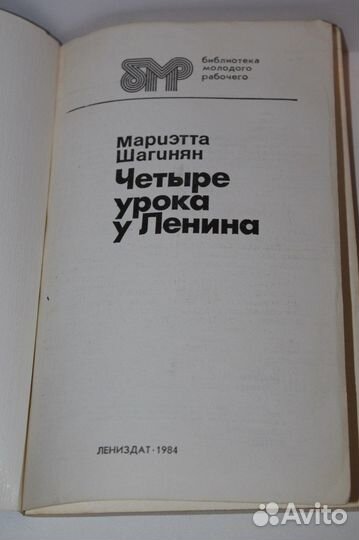 бмр
библиотека
молодого
рабочего
Мариэтта
Шагинян
Четыре
урока
у Ленина
ЛЕНИЗДАТ · 1984
Avito